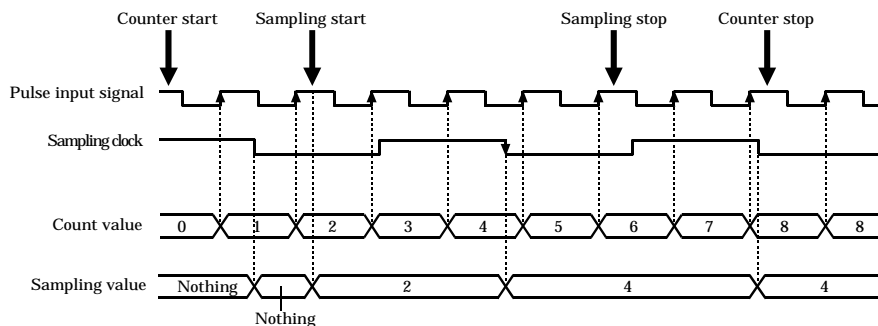 Counter start Sampling start Sampling stop Counter stop
Pulse input signal
Sampling clock
Count value 0 1 2 3 4 5 6 7 8 8
Sampling value Nothing 2 4 4
Nothing